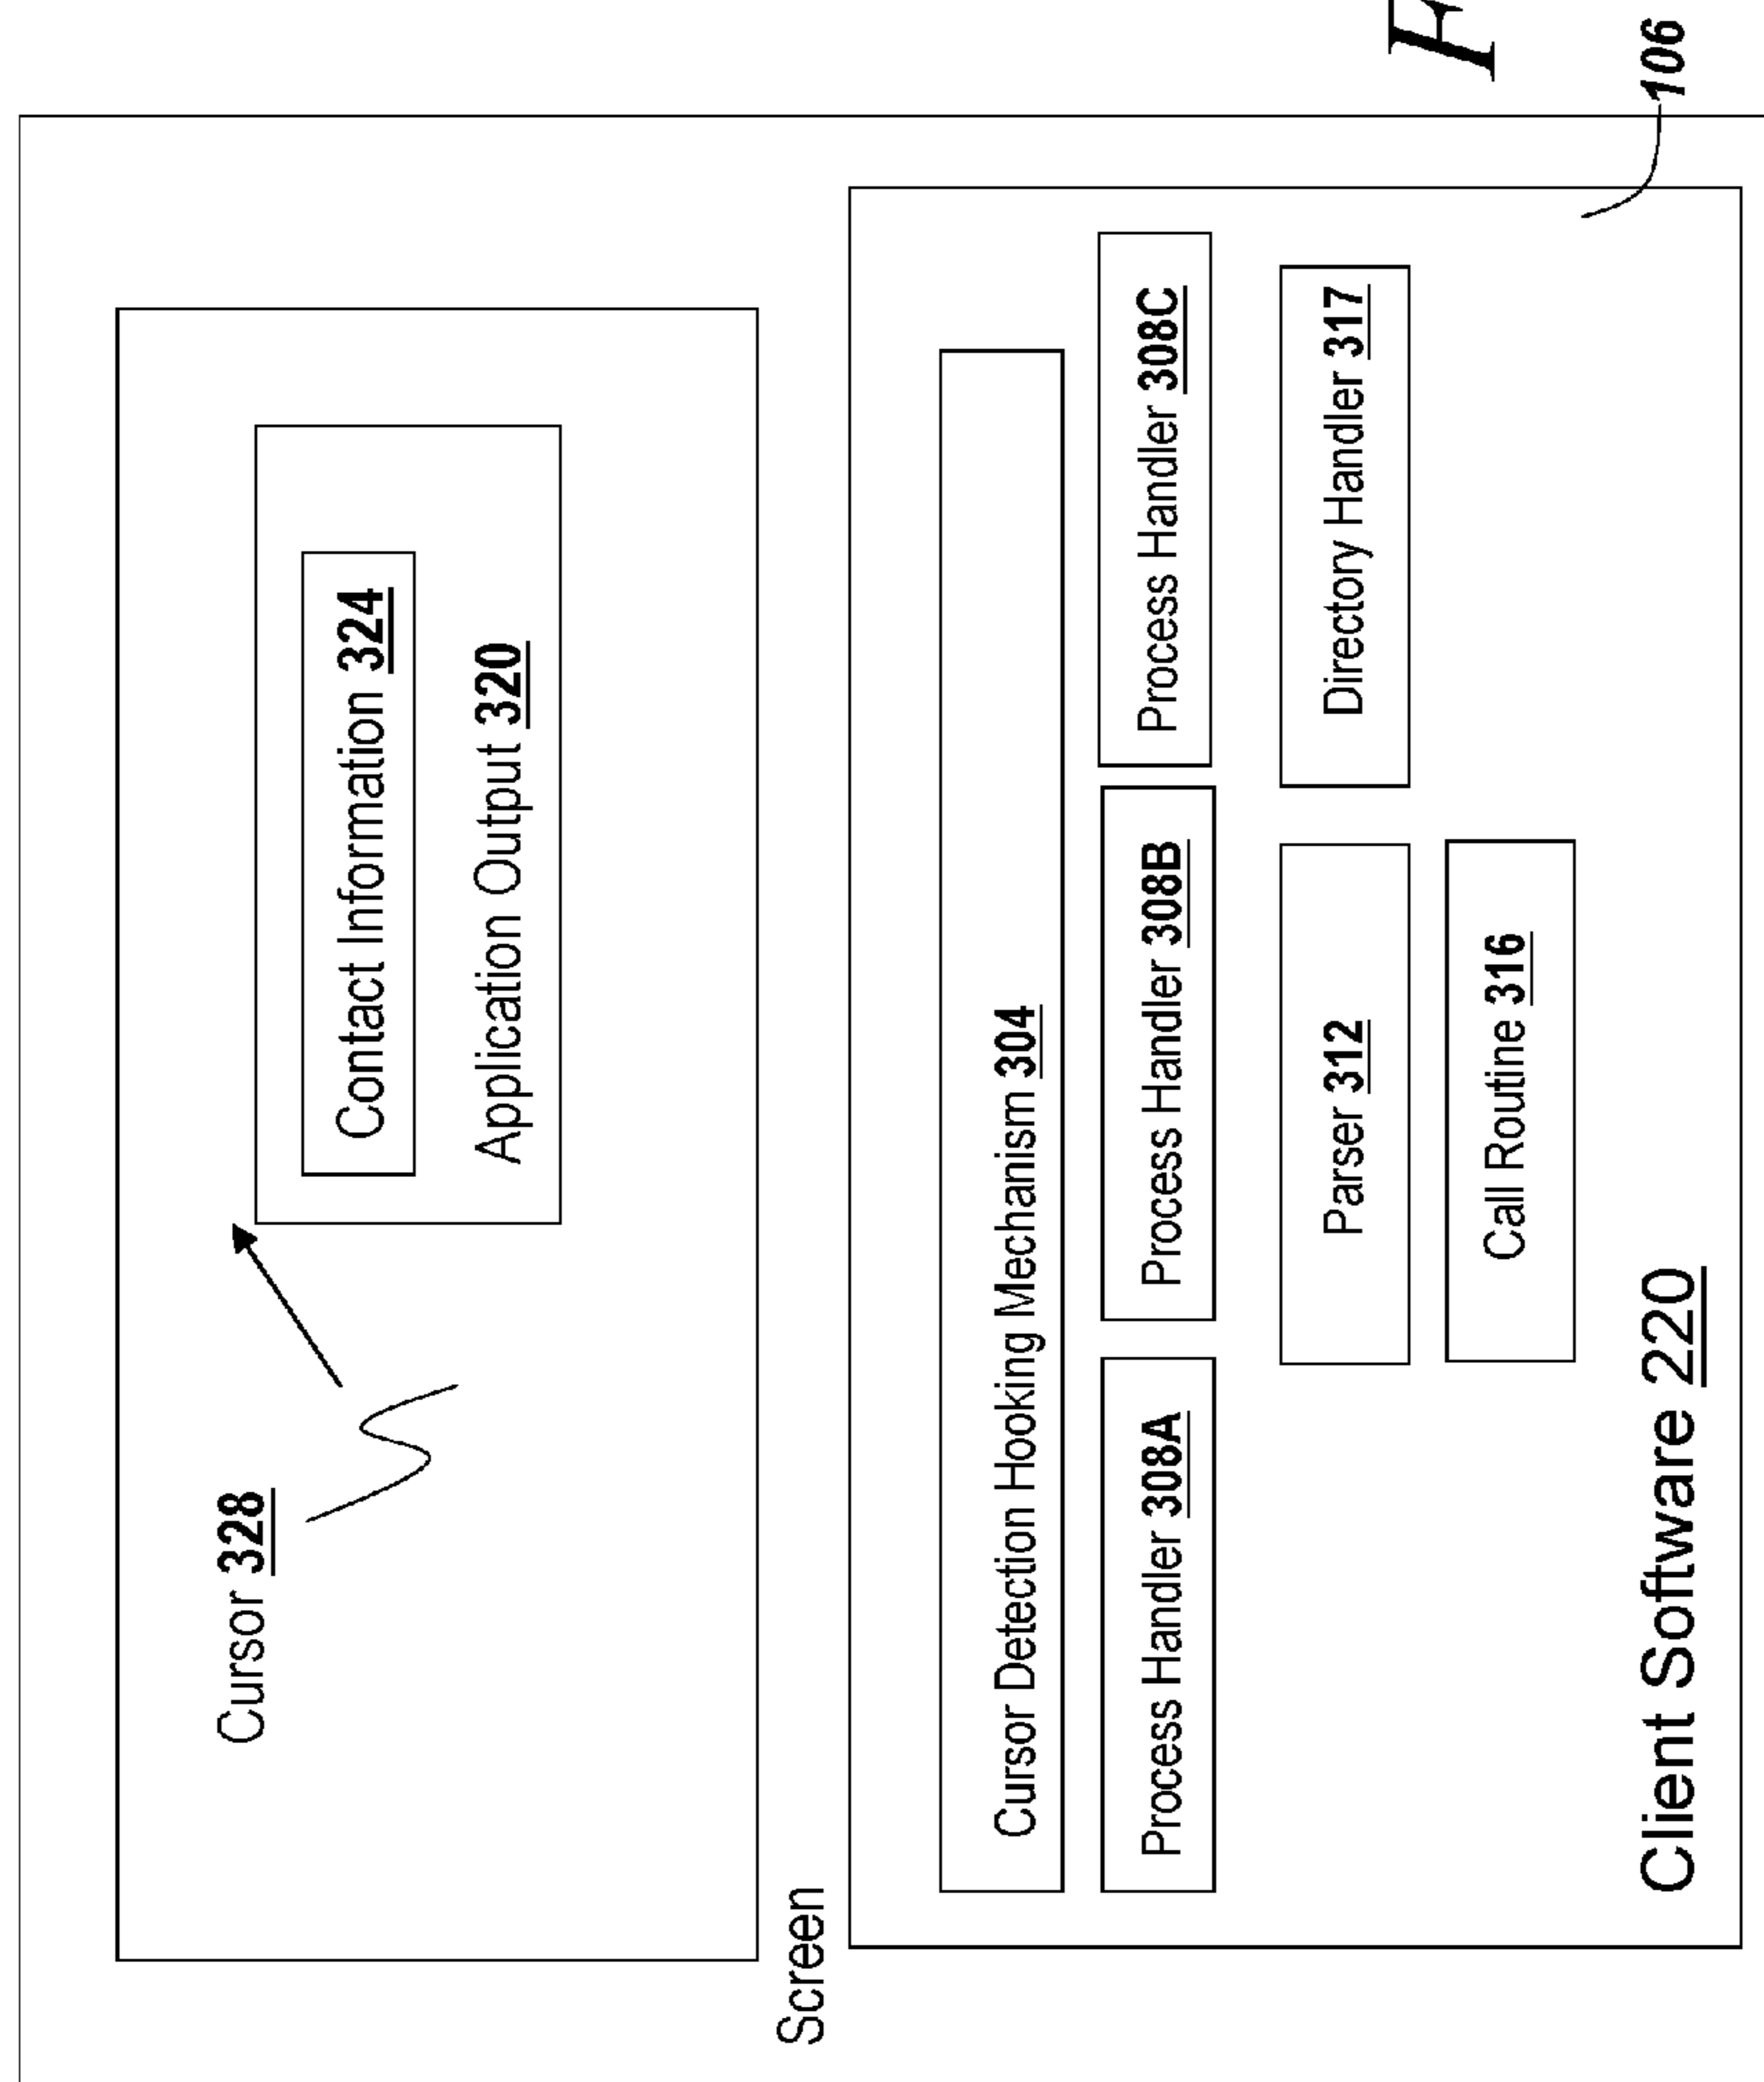 Cursor 328
Contact Information 324
Application Output 320
Screen
Cursor Detection Hooking Mechanism 304
Process Handler 308A
Process Handler 308B
Process Handler 308C
Parser 312
Directory Handler 317
Call Routine 316
Client Software 220
106